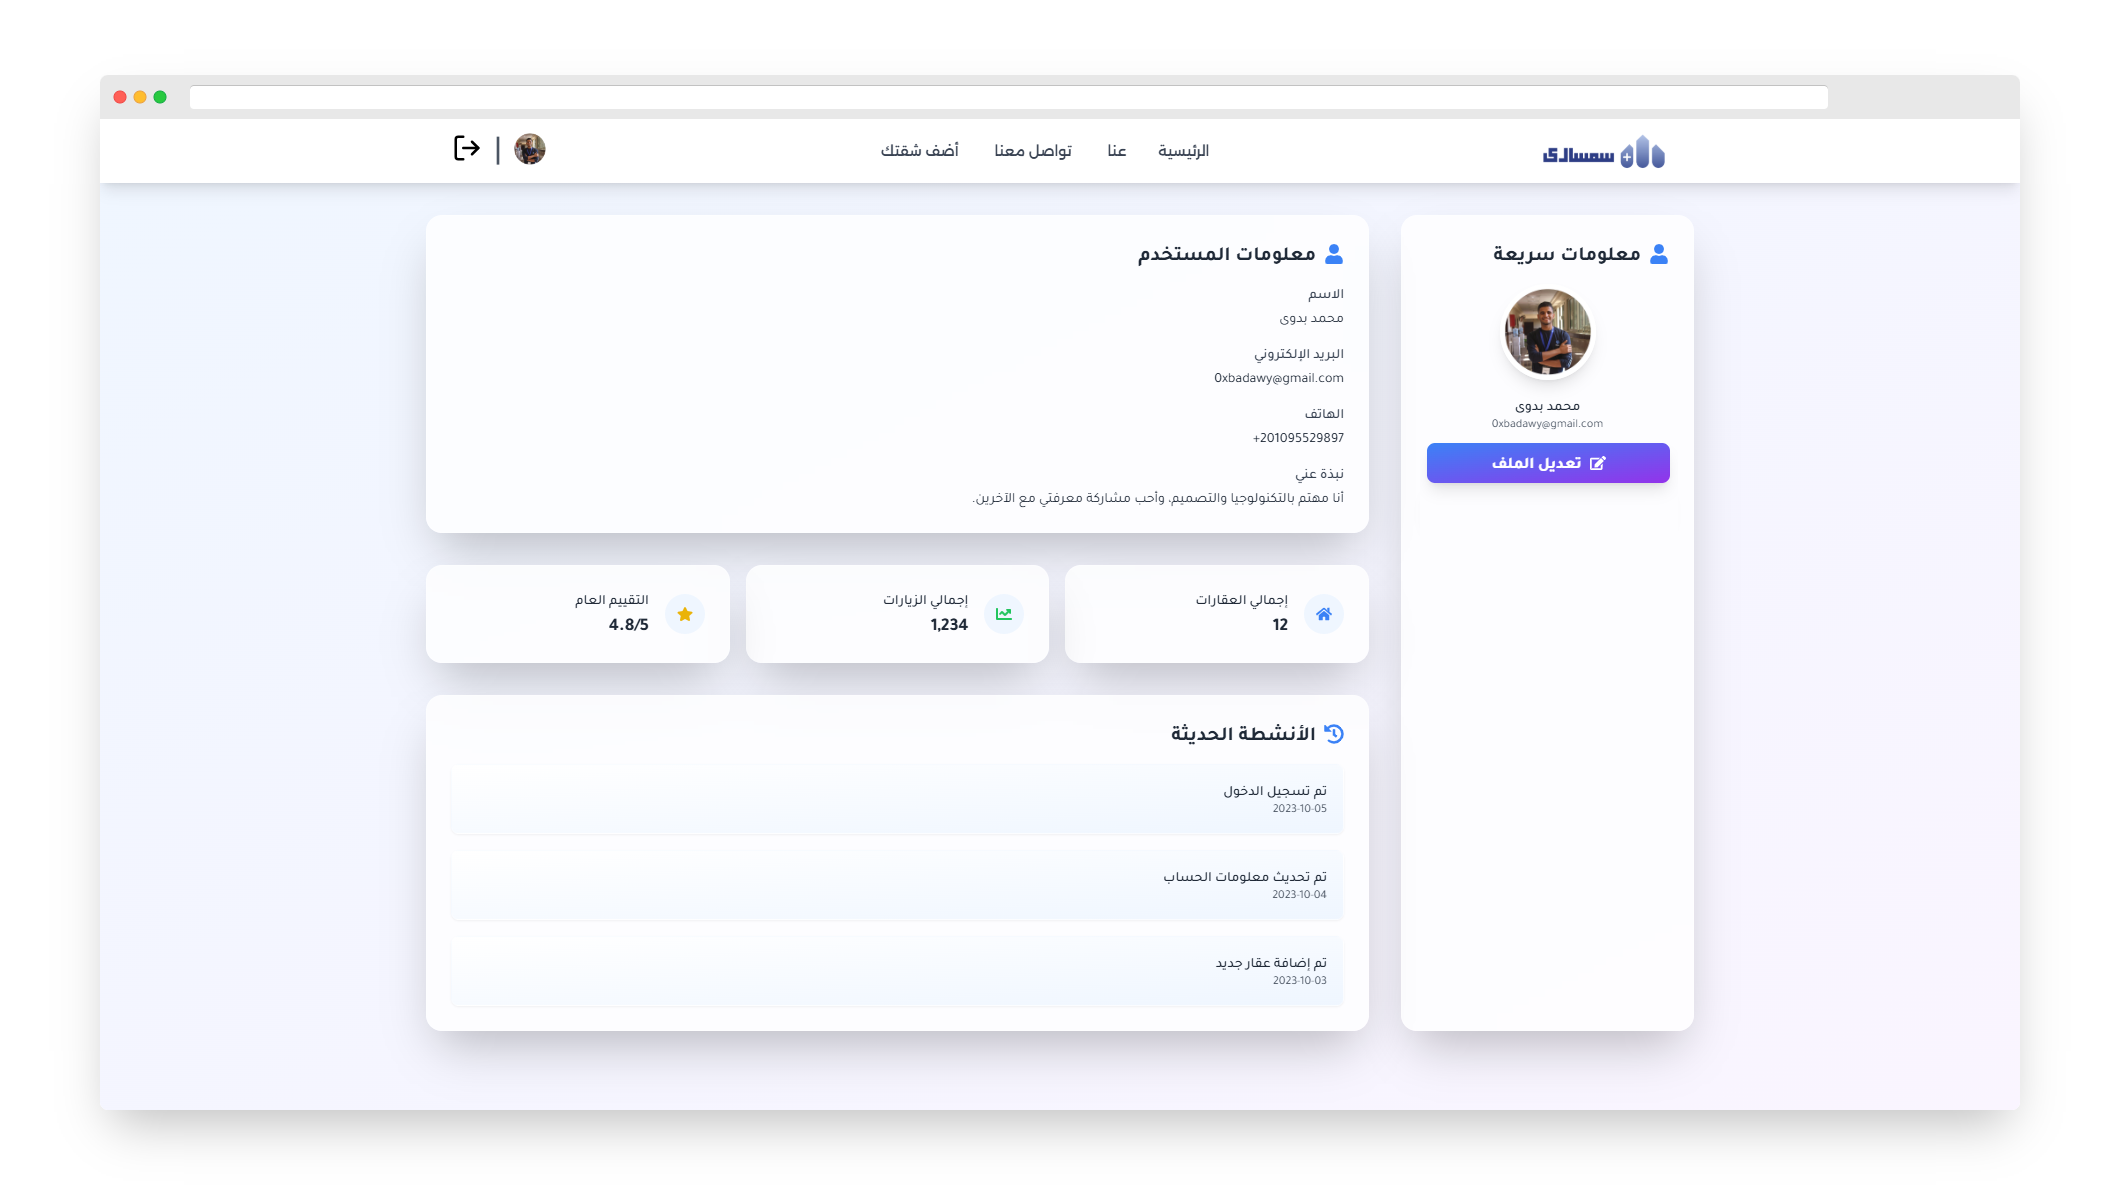 سمساركى
الرئيسية
عنا
تواصل معنا
أضف شقتك
معلومات سريعة
محمد بدوى
0xbadawy@gmail.com
تعديل الملف
معلومات المستخدم
الاسم
محمد بدوى
البريد الإلكتروني
0xbadawy@gmail.com
الهاتف
+201095529897
نبذة عني
أنا مهتم بالتكنولوجيا والتصميم، وأحب مشاركة معرفتي مع الآخرين.
إجمالي العقارات
12
إجمالي الزيارات
1,234
التقييم العام
4.8/5
الأنشطة الحديثة
تم تسجيل الدخول
2023-10-05
تم تحديث معلومات الحساب
2023-10-04
تم إضافة عقار جديد
2023-10-03